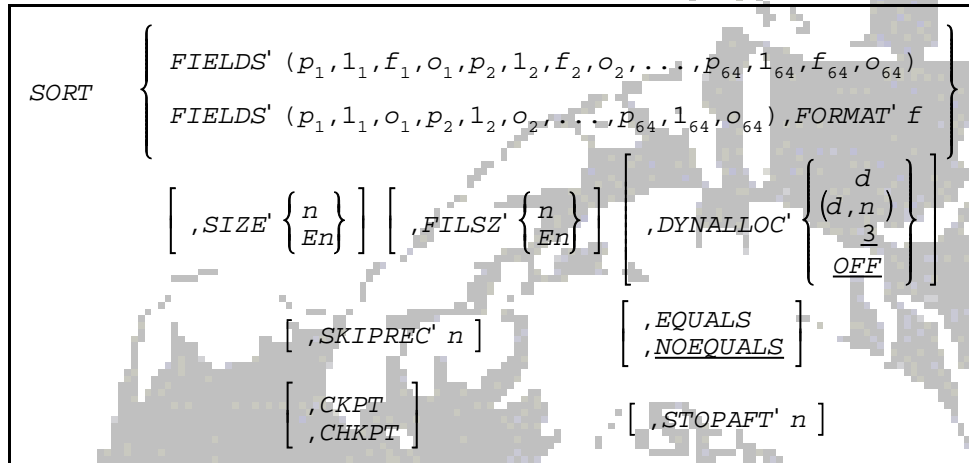 FIELDS' (p1,l1,f1,o1,p2,l2,f2,o2,...,p64,l64,f64,o64)
SORT
FIELDS' (p1,l1,o1,p2,l2,o2,...,p64,l64,o64),FORMAT' f
[ ,SIZE' { n En } ] [ ,FILSZ' { n En } ] [ ,DYNALLOC' { d (d,n ) 3 OFF } ]
[ ,SKIPREC' n ] [ ,EQUALS ,NOEQUALS ]
[ ,CKPT ,CHKPT ] [ ,STOPAFT' n ]